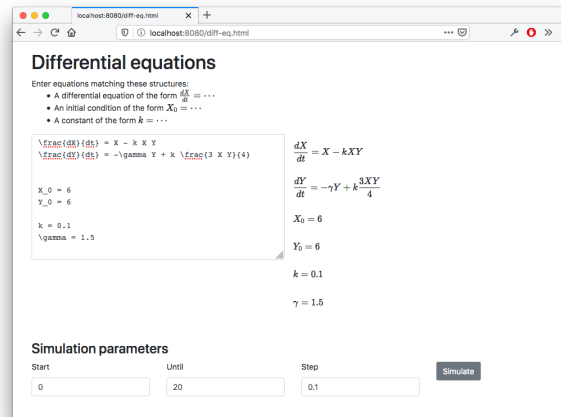 localhost:8080/diff-eq.html
localhost:8080/diff-eq.html
Differential equations
Enter equations matching these structures:
• A differential equation of the form dX/dt = ⋯
• An initial condition of the form X₀ = ⋯
• A constant of the form k = ⋯
\frac{dX}{dt} = X - k X Y
\frac{dY}{dt} = -\gamma Y + k \frac{3 X Y}{4}
X_0 = 6
Y_0 = 6
k = 0.1
\gamma = 1.5
dX/dt = X − kXY
dY/dt = −γY + k 3XY/4
X₀ = 6
Y₀ = 6
k = 0.1
γ = 1.5
Simulation parameters
Start Until Step
0 20 0.1 Simulate